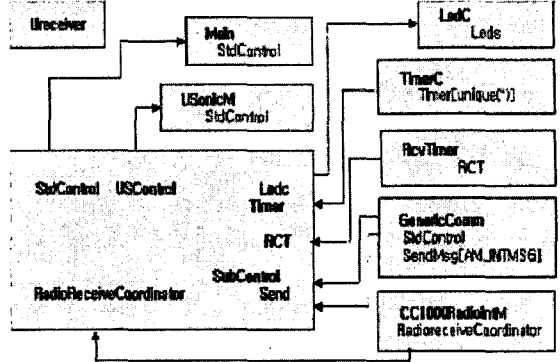 Ureceiver
Main
StdControl
USonicM
StdControl
LedC
Leds
TimerC
Timer[unique(")]
RcvTimer
RCT
GenericComm
StdControl
SendMsg[AM_INTMSG]
CC1000RadioIntM
RadioreceiveCoordinator
StdControl USControl
Ledc
Timer
RCT
SubControl
Send
RadioReceiveCoordinator